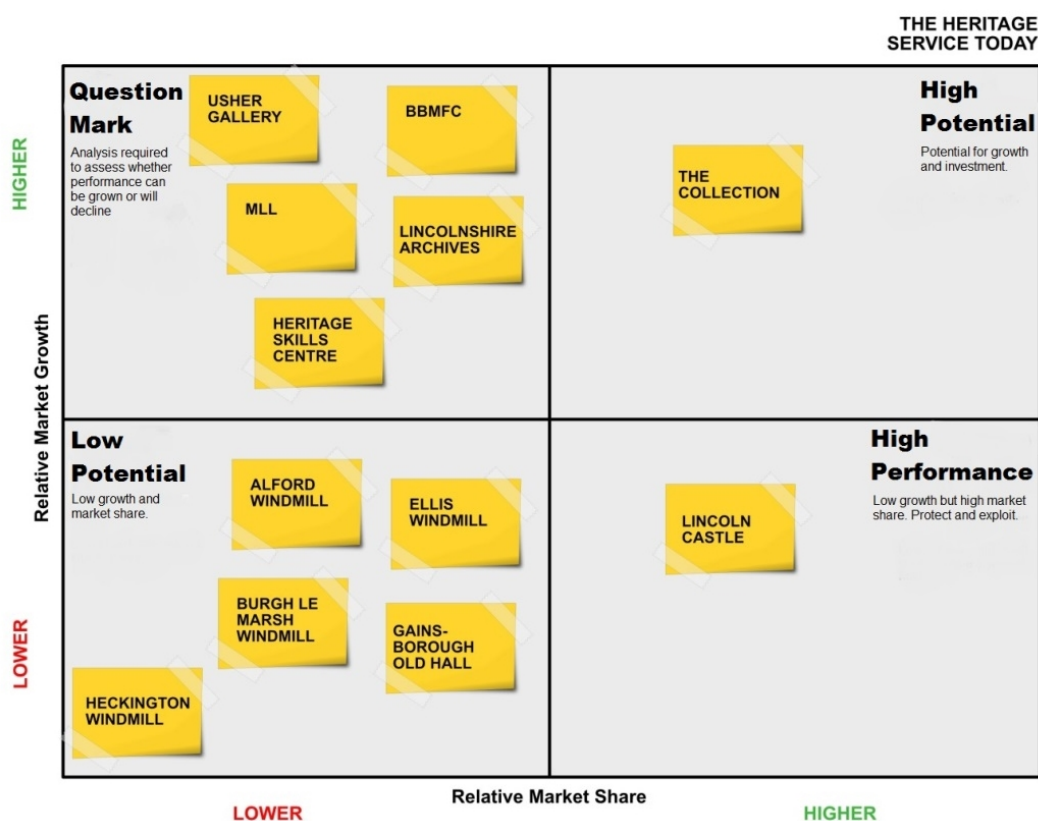 THE HERITAGE
SERVICE TODAY
HIGHER
Relative Market Growth
LOWER
Question
Mark
Analysis required
to assess whether
performance can
be grown or will
decline
USHER
GALLERY
BBMFC
MLL
LINCOLNSHIRE
ARCHIVES
HERITAGE
SKILLS
CENTRE
High
Potential
Potential for growth
and investment.
THE
COLLECTION
Low
Potential
Low growth and
market share.
ALFORD
WINDMILL
ELLIS
WINDMILL
BURGH LE
MARSH
WINDMILL
GAINS-
BOROUGH
OLD HALL
HECKINGTON
WINDMILL
High
Performance
Low growth but high market
share. Protect and exploit.
LINCOLN
CASTLE
Relative Market Share
LOWER
HIGHER